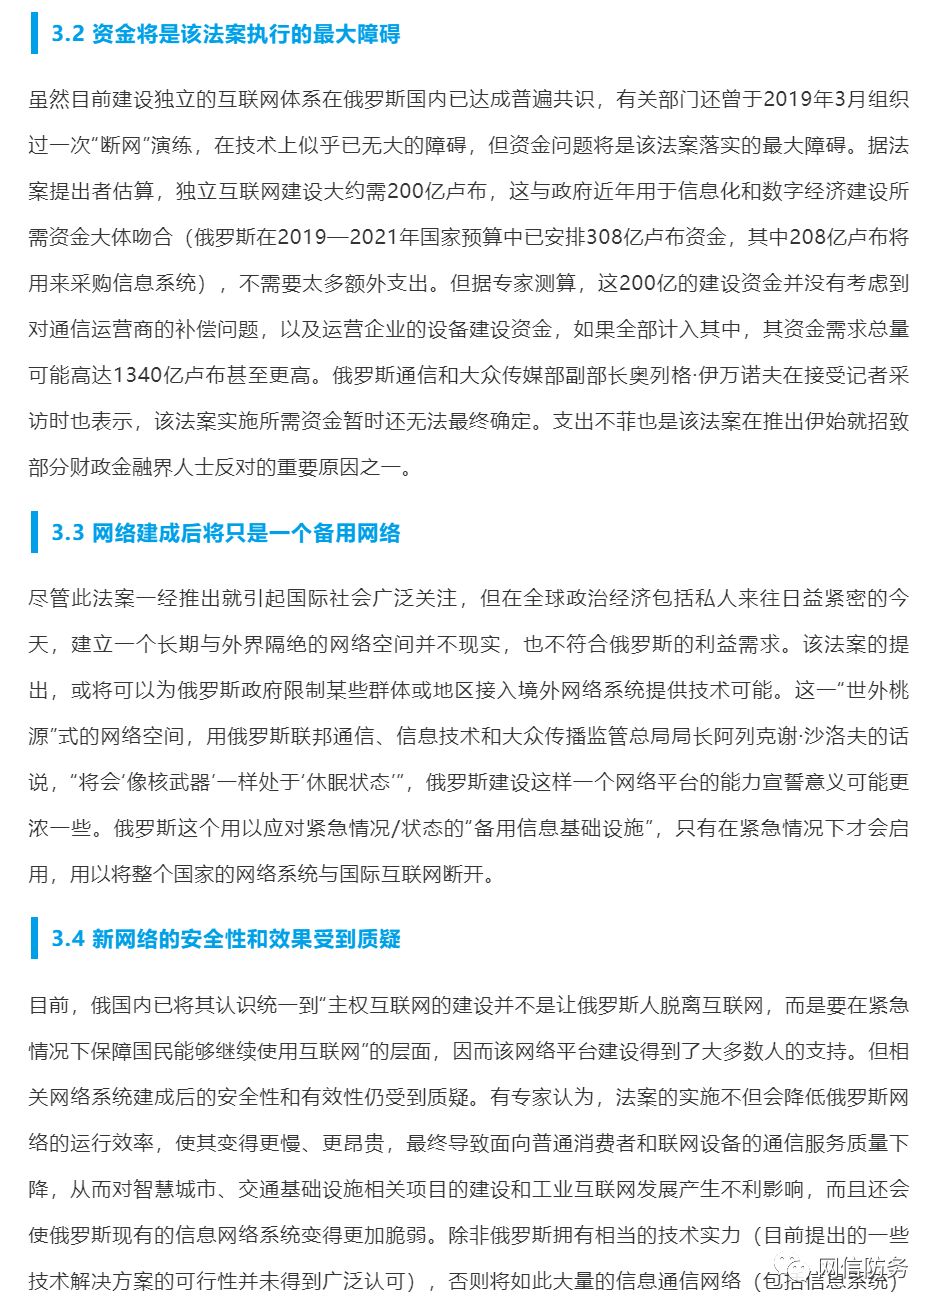 3.2 资金将是该法案执行的最大障碍
虽然目前建设独立的互联网体系在俄罗斯国内已达成普遍共识，有关部门还曾于2019年3月组织
过一次“断网”演练，在技术上似乎已无大的障碍，但资金问题将是该法案落实的最大障碍。据法
案提出者估算，独立互联网建设大约需200亿卢布，这与政府近年用于信息化和数字经济建设所
需资金大体吻合（俄罗斯在2019—2021年国家预算中已安排308亿卢布资金，其中208亿卢布将
用来采购信息系统），不需要太多额外支出。但据专家测算，这200亿的建设资金并没有考虑到
对通信运营商的补偿问题，以及运营企业的设备建设资金，如果全部计入其中，其资金需求总量
可能高达1340亿卢布甚至更高。俄罗斯通信和大众传媒部副部长奥列格·伊万诺夫在接受记者采
访时也表示，该法案实施所需资金暂时还无法最终确定。支出不菲也是该法案在推出伊始就招致
部分财政金融界人士反对的重要原因之一。
3.3 网络建成后将只是一个备用网络
尽管此法案一经推出就引起国际社会广泛关注，但在全球政治经济包括私人来往日益紧密的今
天，建立一个长期与外界隔绝的网络空间并不现实，也不符合俄罗斯的利益需求。该法案的提
出，或将可以为俄罗斯政府限制某些群体或地区接入境外网络系统提供技术可能。这一“世外桃
源”式的网络空间，用俄罗斯联邦通信、信息技术和大众传播监管总局局长阿列克谢·沙洛夫的话
说，“将会‘像核武器’一样处于‘休眠状态’”，俄罗斯建设这样一个网络平台的能力宣誓意义可能更
浓一些。俄罗斯这个用以应对紧急情况/状态的“备用信息基础设施”，只有在紧急情况下才会启
用，用以将整个国家的网络系统与国际互联网断开。
3.4 新网络的安全性和效果受到质疑
目前，俄国内已将其认识统一到“主权互联网的建设并不是让俄罗斯人脱离互联网，而是要在紧急
情况下保障国民能够继续使用互联网”的层面，因而该网络平台建设得到了大多数人的支持。但相
关网络系统建成后的安全性和有效性仍受到质疑。有专家认为，法案的实施不但会降低俄罗斯网
络的运行效率，使其变得更慢、更昂贵，最终导致面向普通消费者和联网设备的通信服务质量下
降，从而对智慧城市、交通基础设施相关项目的建设和工业互联网发展产生不利影响，而且还会
使俄罗斯现有的信息网络系统变得更加脆弱。除非俄罗斯拥有相当的技术实力（目前提出的一些
技术解决方案的可行性并未得到广泛认可），否则将如此大量的信息通信网络（包括信息系统）
网信防务